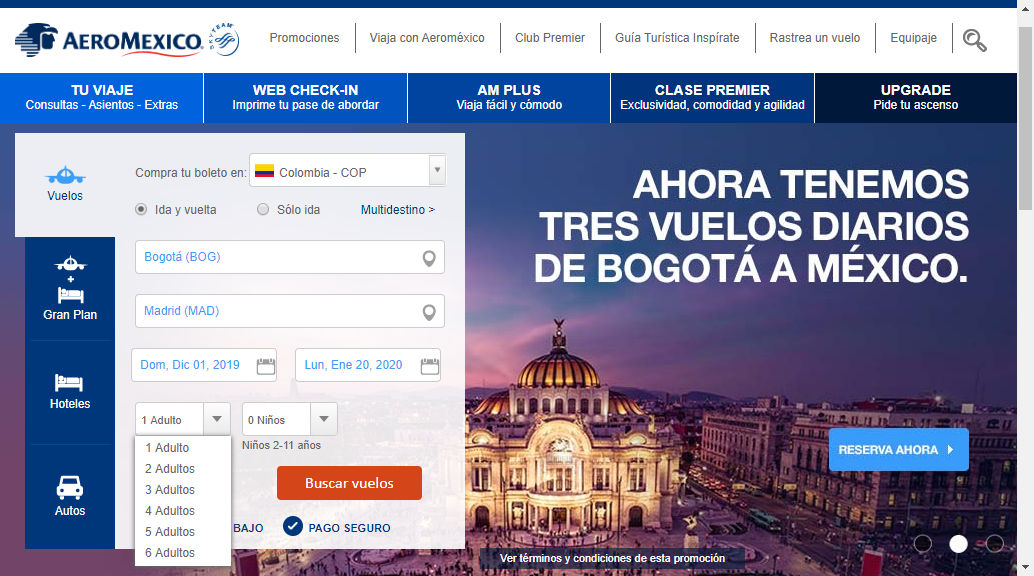 AEROMEXICO
SKYTEAM
Promociones
Viaja con Aeroméxico
Club Premier
Guía Turística Inspírate
Rastrea un vuelo
Equipaje
TU VIAJE
Consultas - Asientos - Extras
WEB CHECK-IN
Imprime tu pase de abordar
AM PLUS
Viaja fácil y cómodo
CLASE PREMIER
Exclusividad, comodidad y agilidad
UPGRADE
Pide tu ascenso
Vuelos
+
Gran Plan
Hoteles
Autos
Compra tu boleto en:
Colombia - COP
Ida y vuelta
Sólo ida
Multidestino >
Bogotá (BOG)
Madrid (MAD)
Dom, Dic 01, 2019
Lun, Ene 20, 2020
1 Adulto
0 Niños
Niños 2-11 años
1 Adulto
2 Adultos
3 Adultos
4 Adultos
5 Adultos
6 Adultos
Buscar vuelos
BAJO
PAGO SEGURO
AHORA TENEMOS
TRES VUELOS DIARIOS
DE BOGOTÁ A MÉXICO.
RESERVA AHORA
Ver términos y condiciones de esta promoción